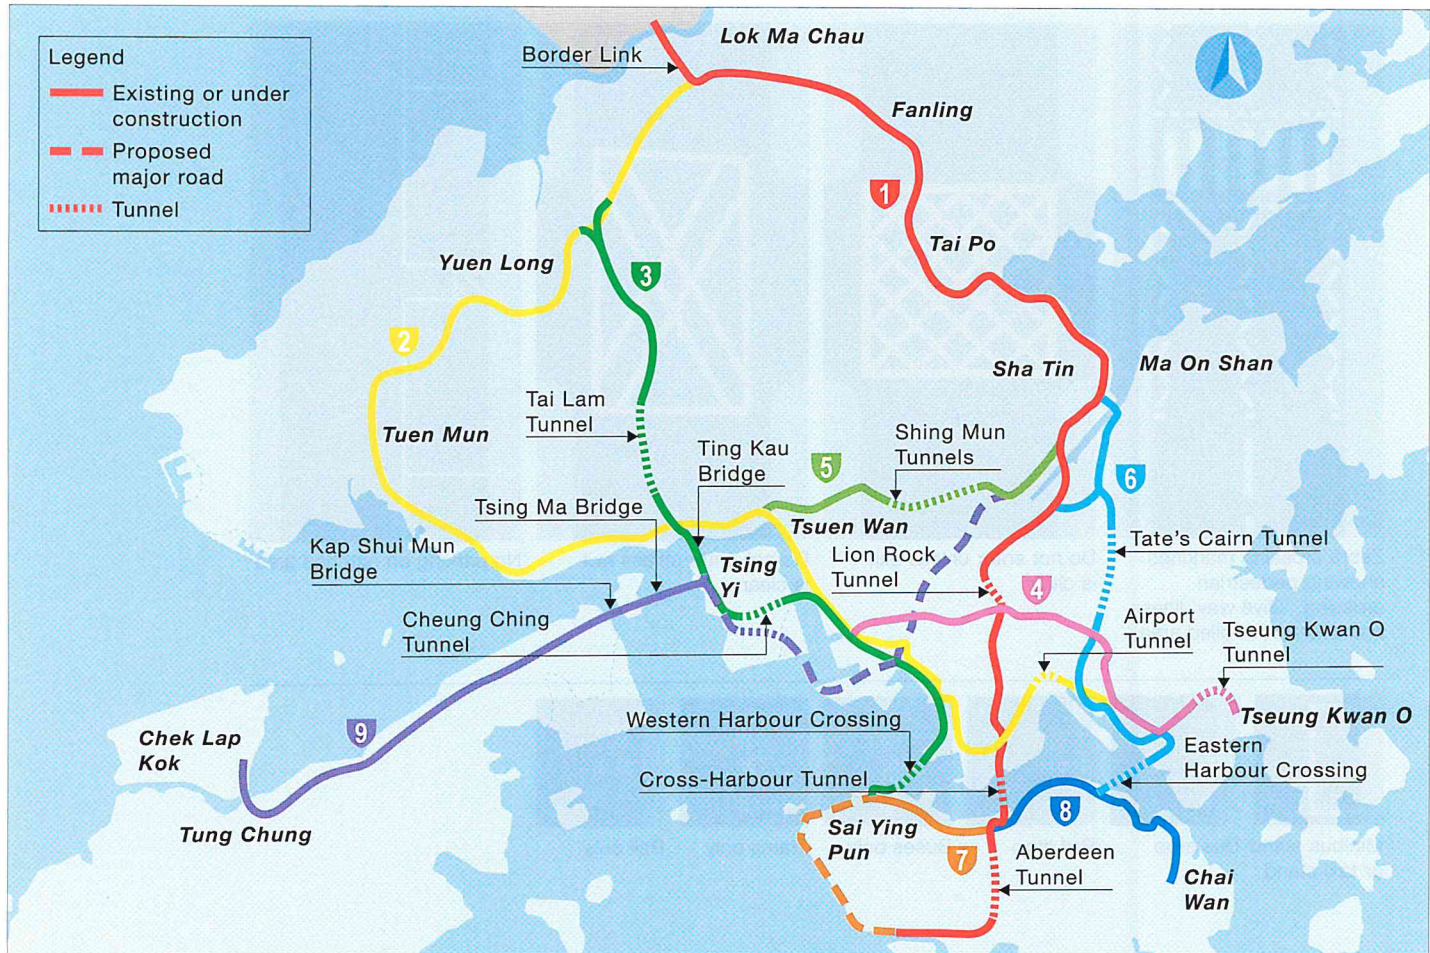 Legend
Existing or under
construction
Proposed
major road
Tunnel
Lok Ma Chau
Border Link
Fanling
1
Tai Po
Yuen Long
3
2
Sha Tin
Ma On Shan
Tai Lam
Tunnel
Tuen Mun
Ting Kau
Bridge
5
Shing Mun
Tunnels
6
Tsing Ma Bridge
Tsuen Wan
Kap Shui Mun
Bridge
Tsing
Yi
Lion Rock
Tunnel
Tate's Cairn Tunnel
4
Cheung Ching
Tunnel
Airport
Tunnel
Tseung Kwan O
Tunnel
9
Chek Lap
Kok
Western Harbour Crossing
Tseung Kwan O
Cross-Harbour Tunnel
Eastern
Harbour Crossing
Tung Chung
Sai Ying
Pun
7
8
Aberdeen
Tunnel
Chai
Wan